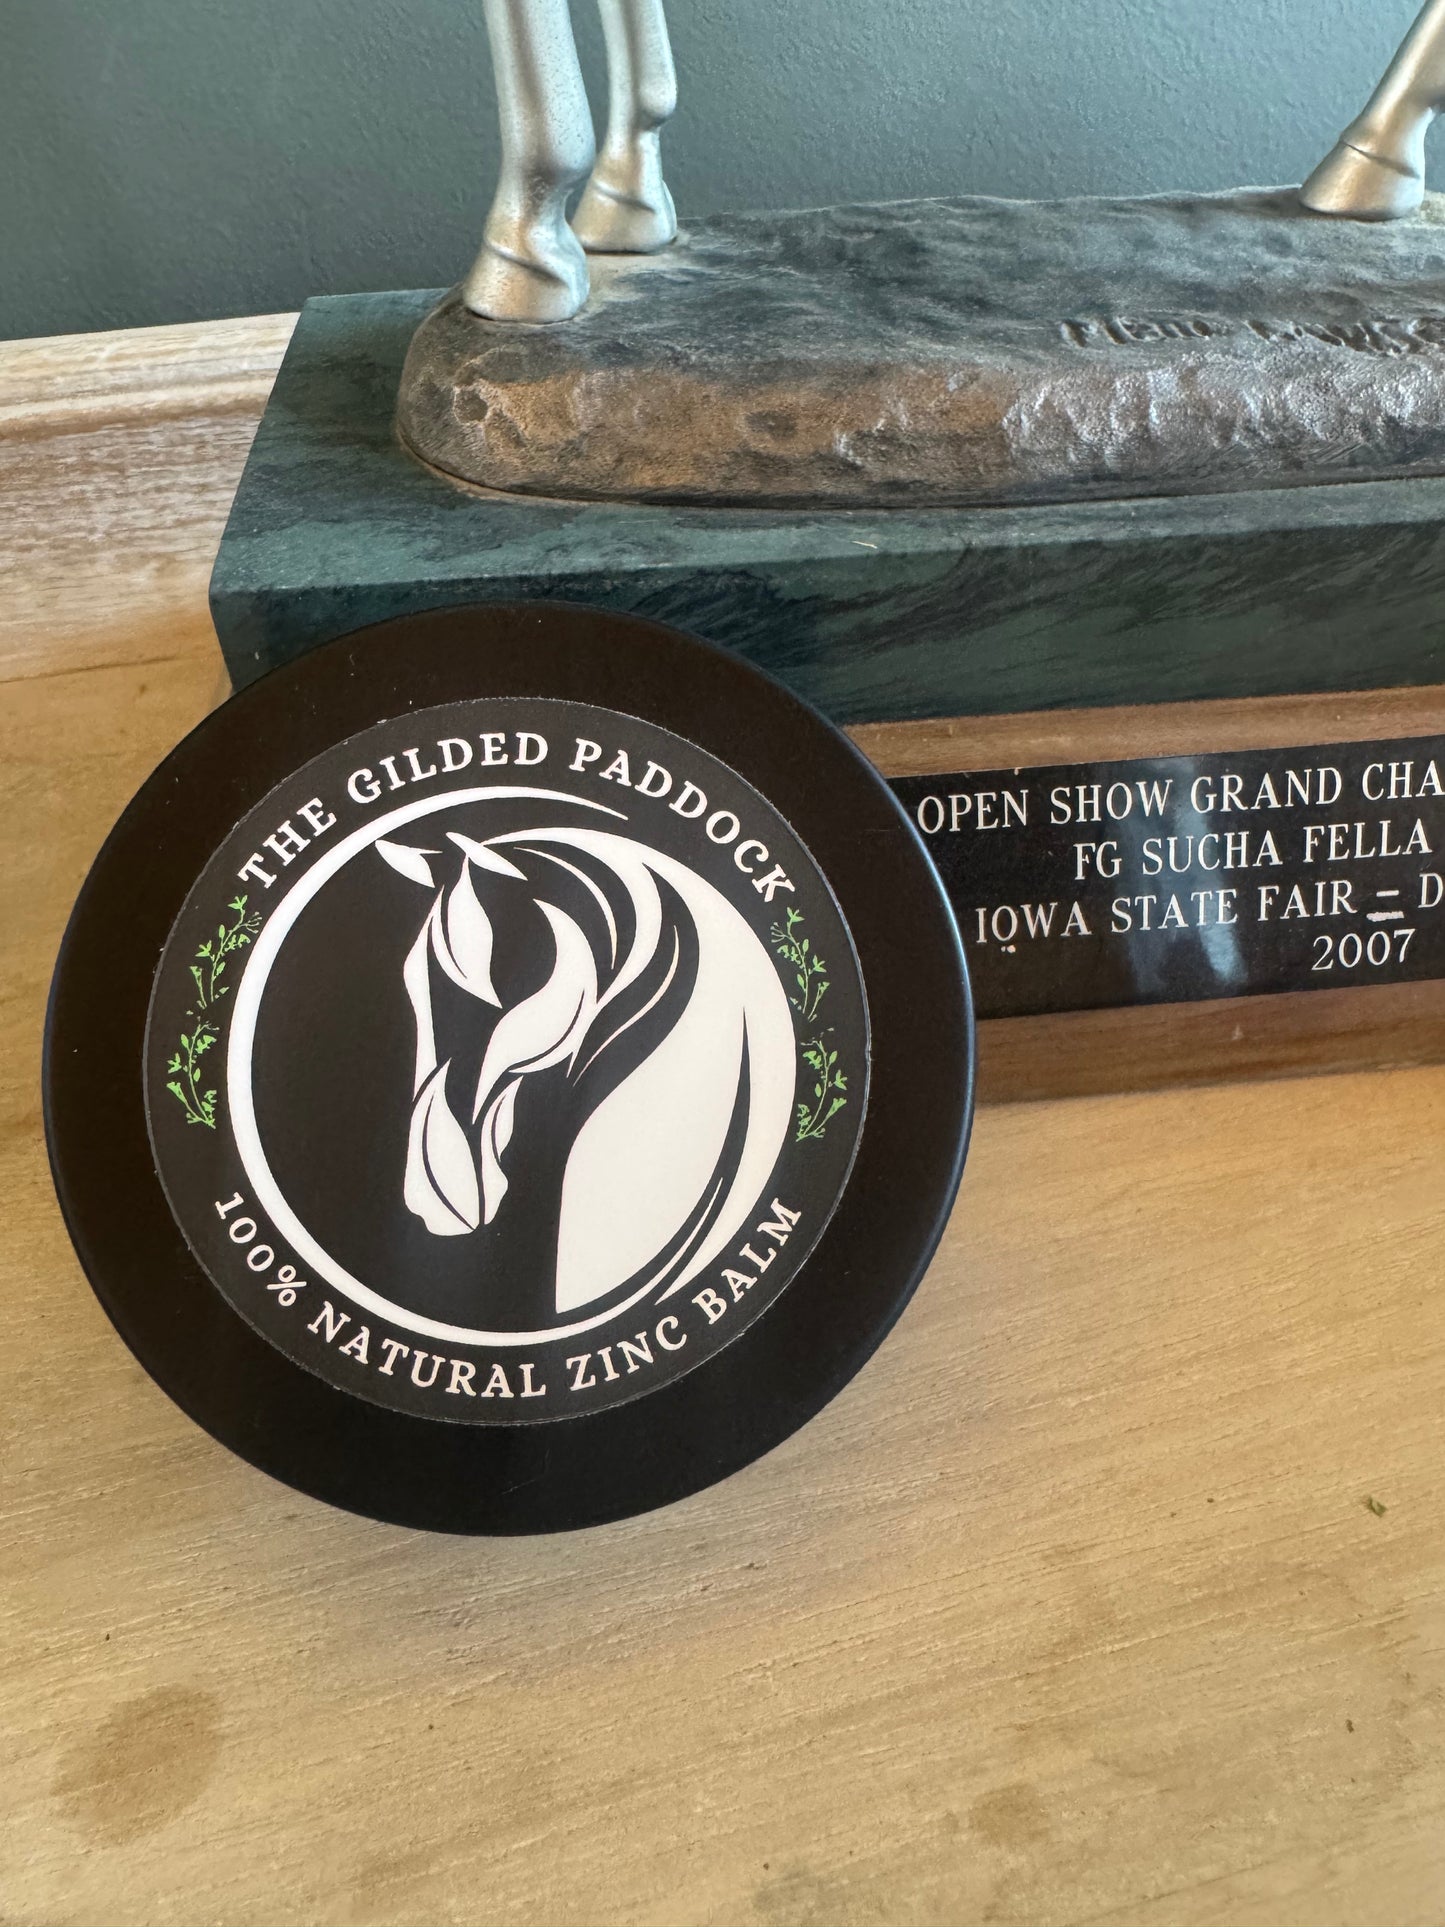 THE GILDED PADDOCK
100% NATURAL ZINC BALM
OPEN SHOW GRAND CHA
FG SUCHA FELLA
IOWA STATE FAIR - D
2007